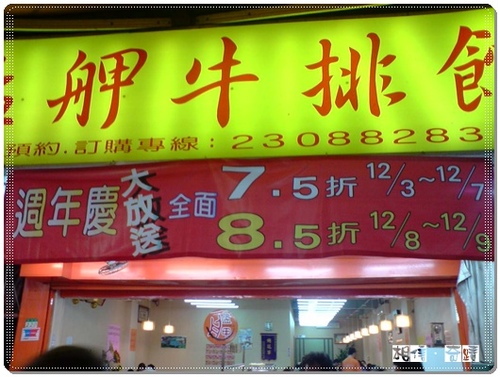 艋舺牛排館
預約.訂購專線：23088283
週年慶 大放送 全面 7.5折 12/3~12/7
8.5折 12/8~12/9